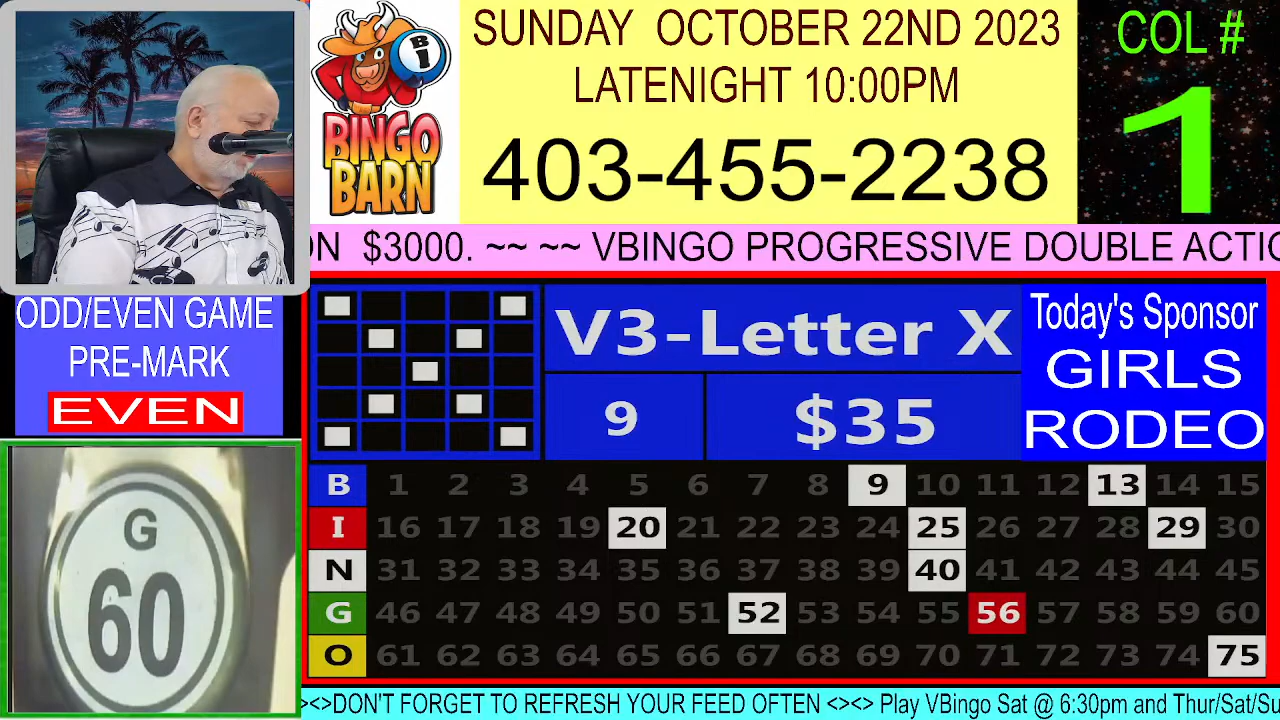 BI
BINGO
BARN
SUNDAY OCTOBER 22ND 2023
LATENIGHT 10:00PM
403-455-2238
COL #
1
ON $3000. ~~ ~~ VBINGO PROGRESSIVE DOUBLE ACTIO
ODD/EVEN GAME
PRE-MARK
EVEN
V3-Letter X
9
$35
Today's Sponsor
GIRLS
RODEO
B 1 2 3 4 5 6 7 8 9 10 11 12 13 14 15
I 16 17 18 19 20 21 22 23 24 25 26 27 28 29 30
N 31 32 33 34 35 36 37 38 39 40 41 42 43 44 45
G 46 47 48 49 50 51 52 53 54 55 56 57 58 59 60
O 61 62 63 64 65 66 67 68 69 70 71 72 73 74 75
G
60
><>DON'T FORGET TO REFRESH YOUR FEED OFTEN <><> Play VBingo Sat @ 6:30pm and Thur/Sat/Su